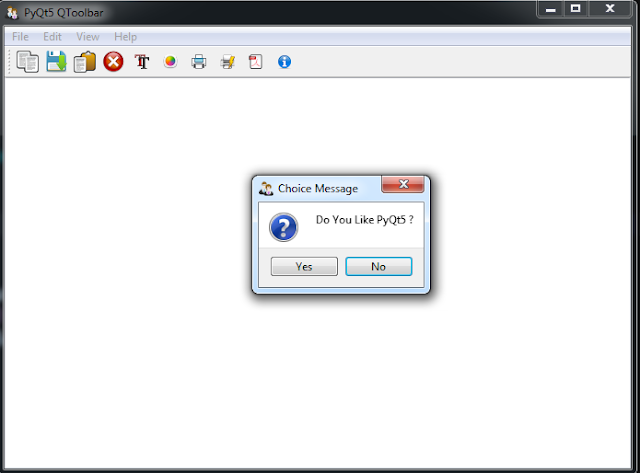 PyQt5 QToolbar
File Edit View Help
Choice Message
Do You Like PyQt5 ?
Yes No